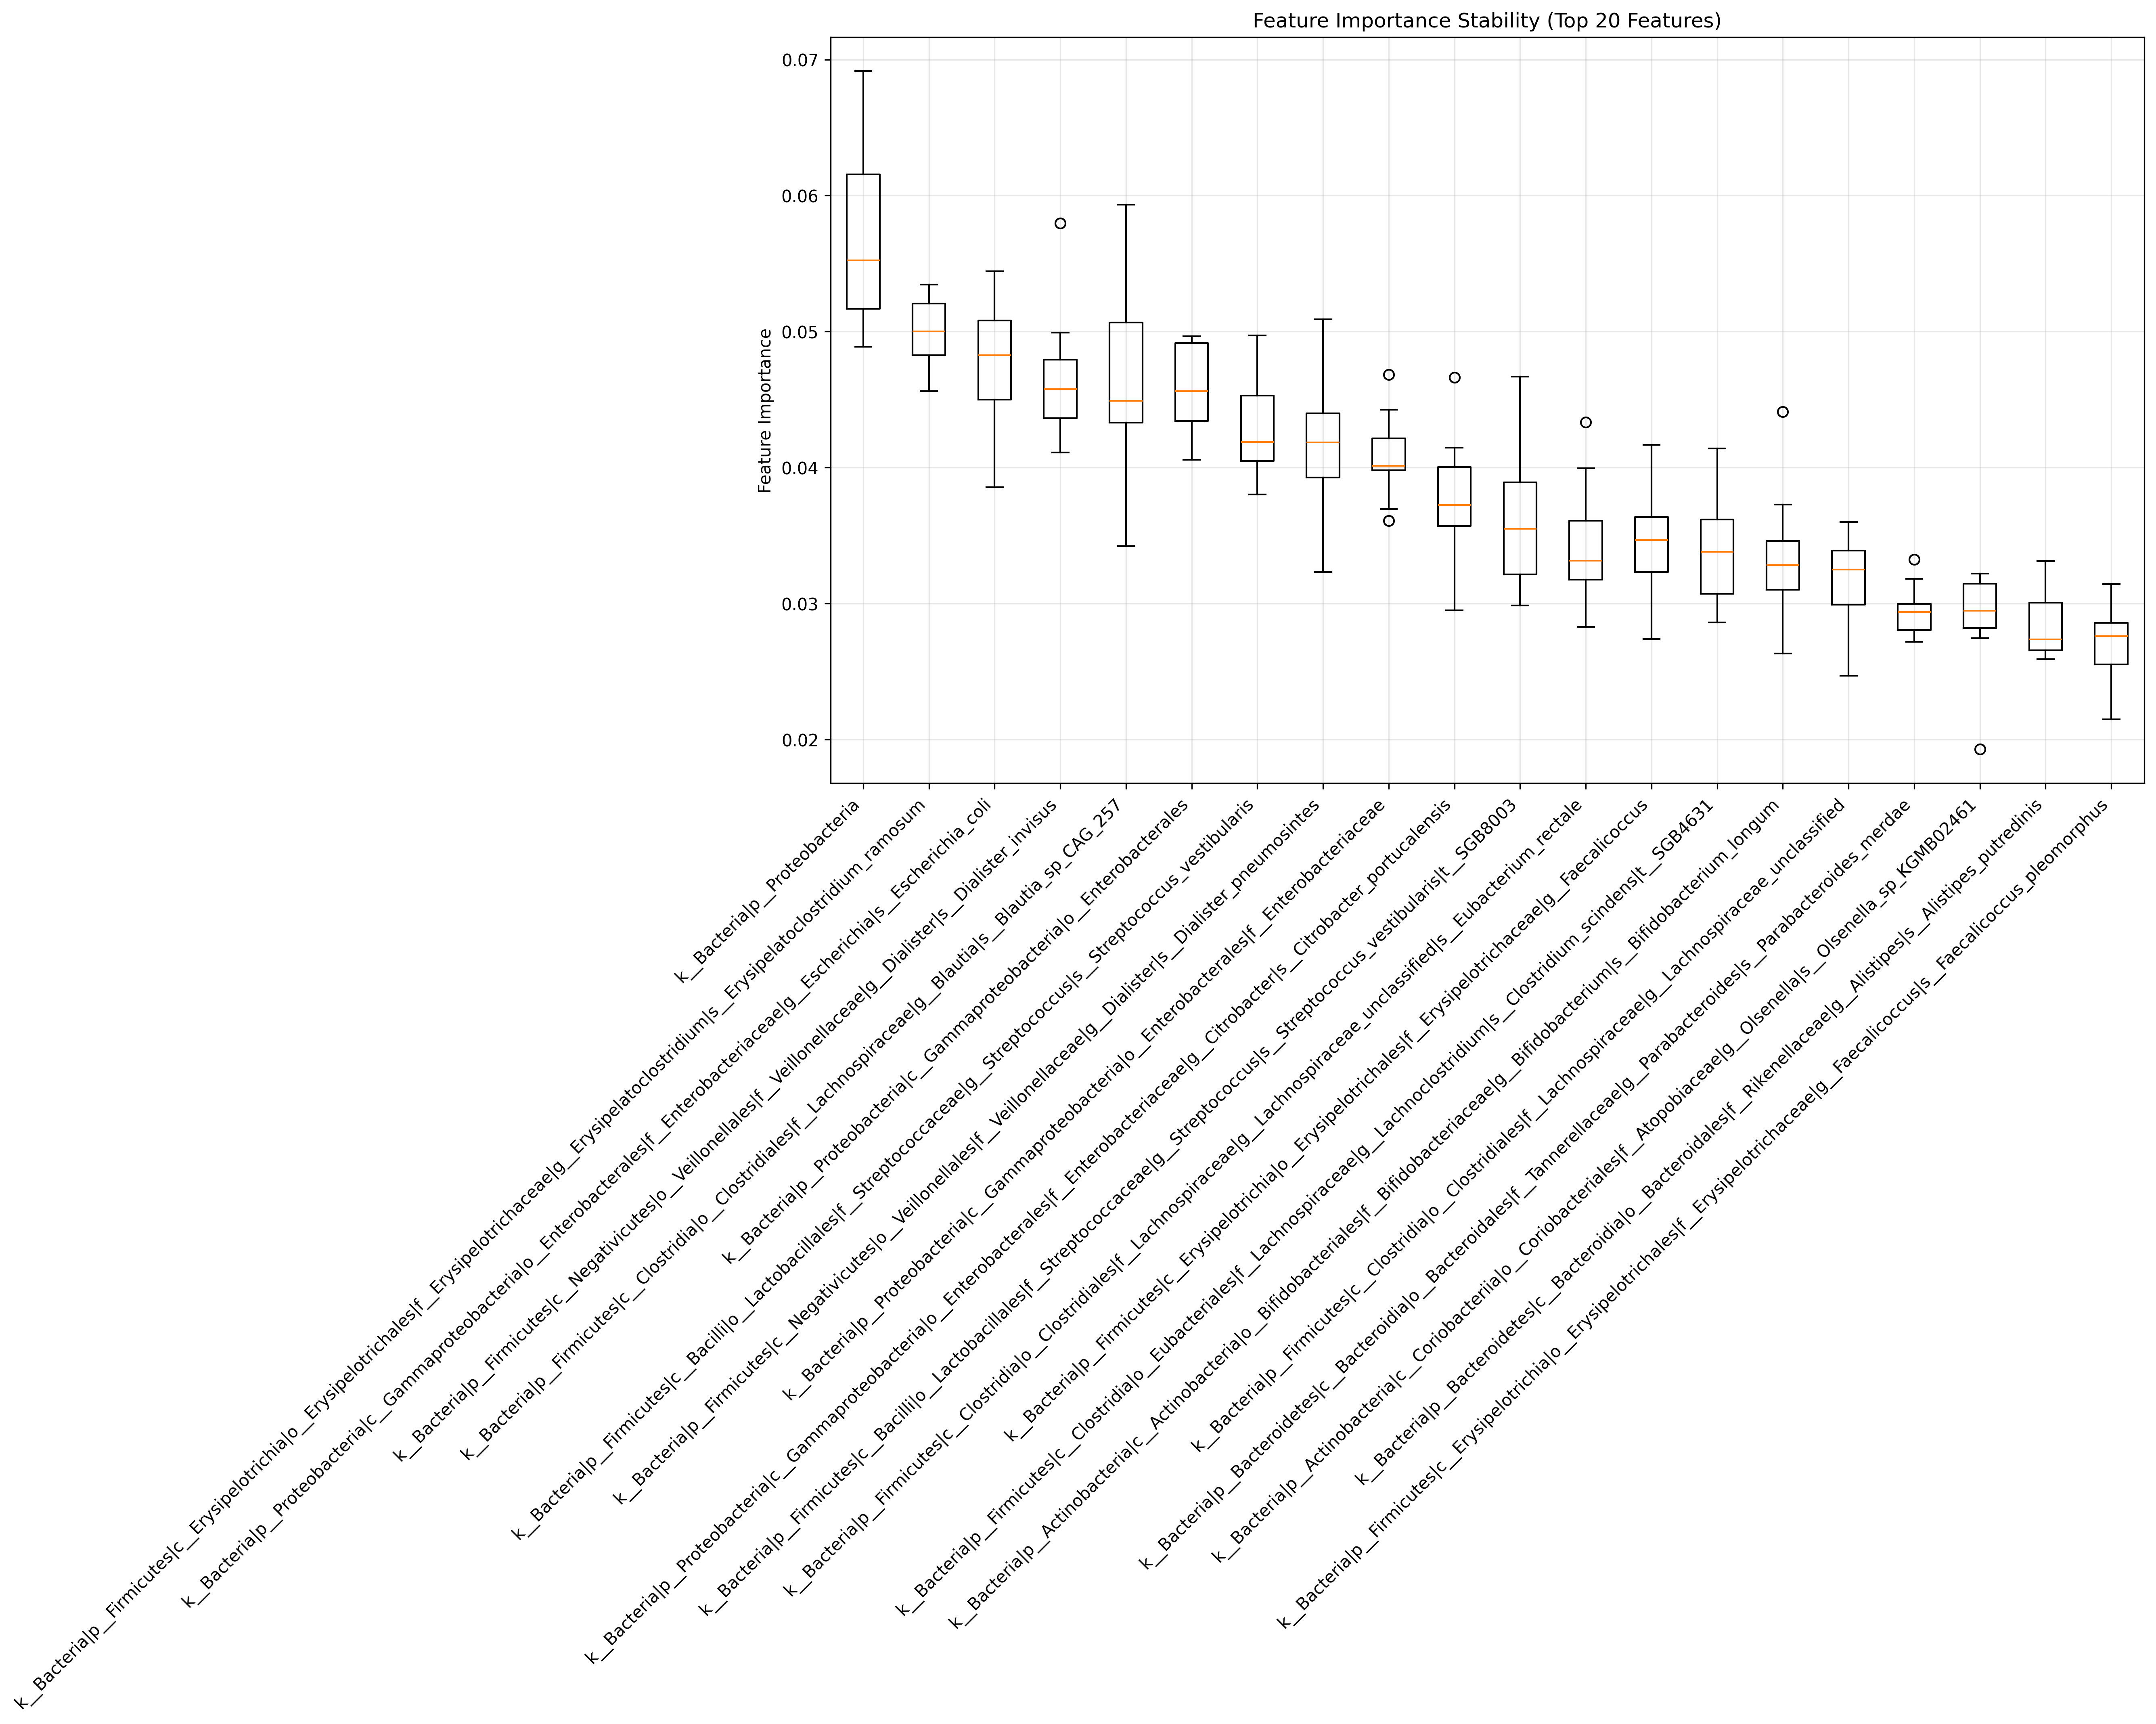 Feature Importance Stability (Top 20 Features)
Feature Importance
0.07
0.06
0.05
0.04
0.03
0.02
k__Bacteria|p__Proteobacteria
k__Bacteria|p__Firmicutes|c__Erysipelotrichia|o__Erysipelotrichales|f__Erysipelotrichaceae|g__Erysipelatoclostridium|s__Erysipelatoclostridium_ramosum
k__Bacteria|p__Proteobacteria|c__Gammaproteobacteria|o__Enterobacterales|f__Enterobacteriaceae|g__Escherichia|s__Escherichia_coli
k__Bacteria|p__Firmicutes|c__Negativicutes|o__Veillonellales|f__Veillonellaceae|g__Dialister|s__Dialister_invisus
k__Bacteria|p__Firmicutes|c__Clostridia|o__Clostridiales|f__Lachnospiraceae|g__Blautia|s__Blautia_sp_CAG_257
k__Bacteria|p__Proteobacteria|c__Gammaproteobacteria|o__Enterobacterales
k__Bacteria|p__Firmicutes|c__Bacilli|o__Lactobacillales|f__Streptococcaceae|g__Streptococcus|s__Streptococcus_vestibularis
k__Bacteria|p__Firmicutes|c__Negativicutes|o__Veillonellales|f__Veillonellaceae|g__Dialister|s__Dialister_pneumosintes
k__Bacteria|p__Proteobacteria|c__Gammaproteobacteria|o__Enterobacterales|f__Enterobacteriaceae
k__Bacteria|p__Proteobacteria|c__Gammaproteobacteria|o__Enterobacterales|f__Enterobacteriaceae|g__Citrobacter|s__Citrobacter_portucalensis
k__Bacteria|p__Firmicutes|c__Bacilli|o__Lactobacillales|f__Streptococcaceae|g__Streptococcus|s__Streptococcus_vestibularis|t__SGB8003
k__Bacteria|p__Firmicutes|c__Clostridia|o__Clostridiales|f__Lachnospiraceae|g__Lachnospiraceae_unclassified|s__Eubacterium_rectale
k__Bacteria|p__Firmicutes|c__Erysipelotrichia|o__Erysipelotrichales|f__Erysipelotrichaceae|g__Faecalicoccus
k__Bacteria|p__Firmicutes|c__Clostridia|o__Eubacteriales|f__Lachnospiraceae|g__Lachnoclostridium|s__Clostridium_scindens|t__SGB4631
k__Bacteria|p__Actinobacteria|c__Actinobacteria|o__Bifidobacteriales|f__Bifidobacteriaceae|g__Bifidobacterium|s__Bifidobacterium_longum
k__Bacteria|p__Firmicutes|c__Clostridia|o__Clostridiales|f__Lachnospiraceae|g__Lachnospiraceae_unclassified
k__Bacteria|p__Bacteroidetes|c__Bacteroidia|o__Bacteroidales|f__Tannerellaceae|g__Parabacteroides|s__Parabacteroides_merdae
k__Bacteria|p__Actinobacteria|c__Coriobacteriia|o__Coriobacteriales|f__Atopobiaceae|g__Olsenella|s__Olsenella_sp_KGMB02461
k__Bacteria|p__Bacteroidetes|c__Bacteroidia|o__Bacteroidales|f__Rikenellaceae|g__Alistipes|s__Alistipes_putredinis
k__Bacteria|p__Firmicutes|c__Erysipelotrichia|o__Erysipelotrichales|f__Erysipelotrichaceae|g__Faecalicoccus|s__Faecalicoccus_pleomorphus